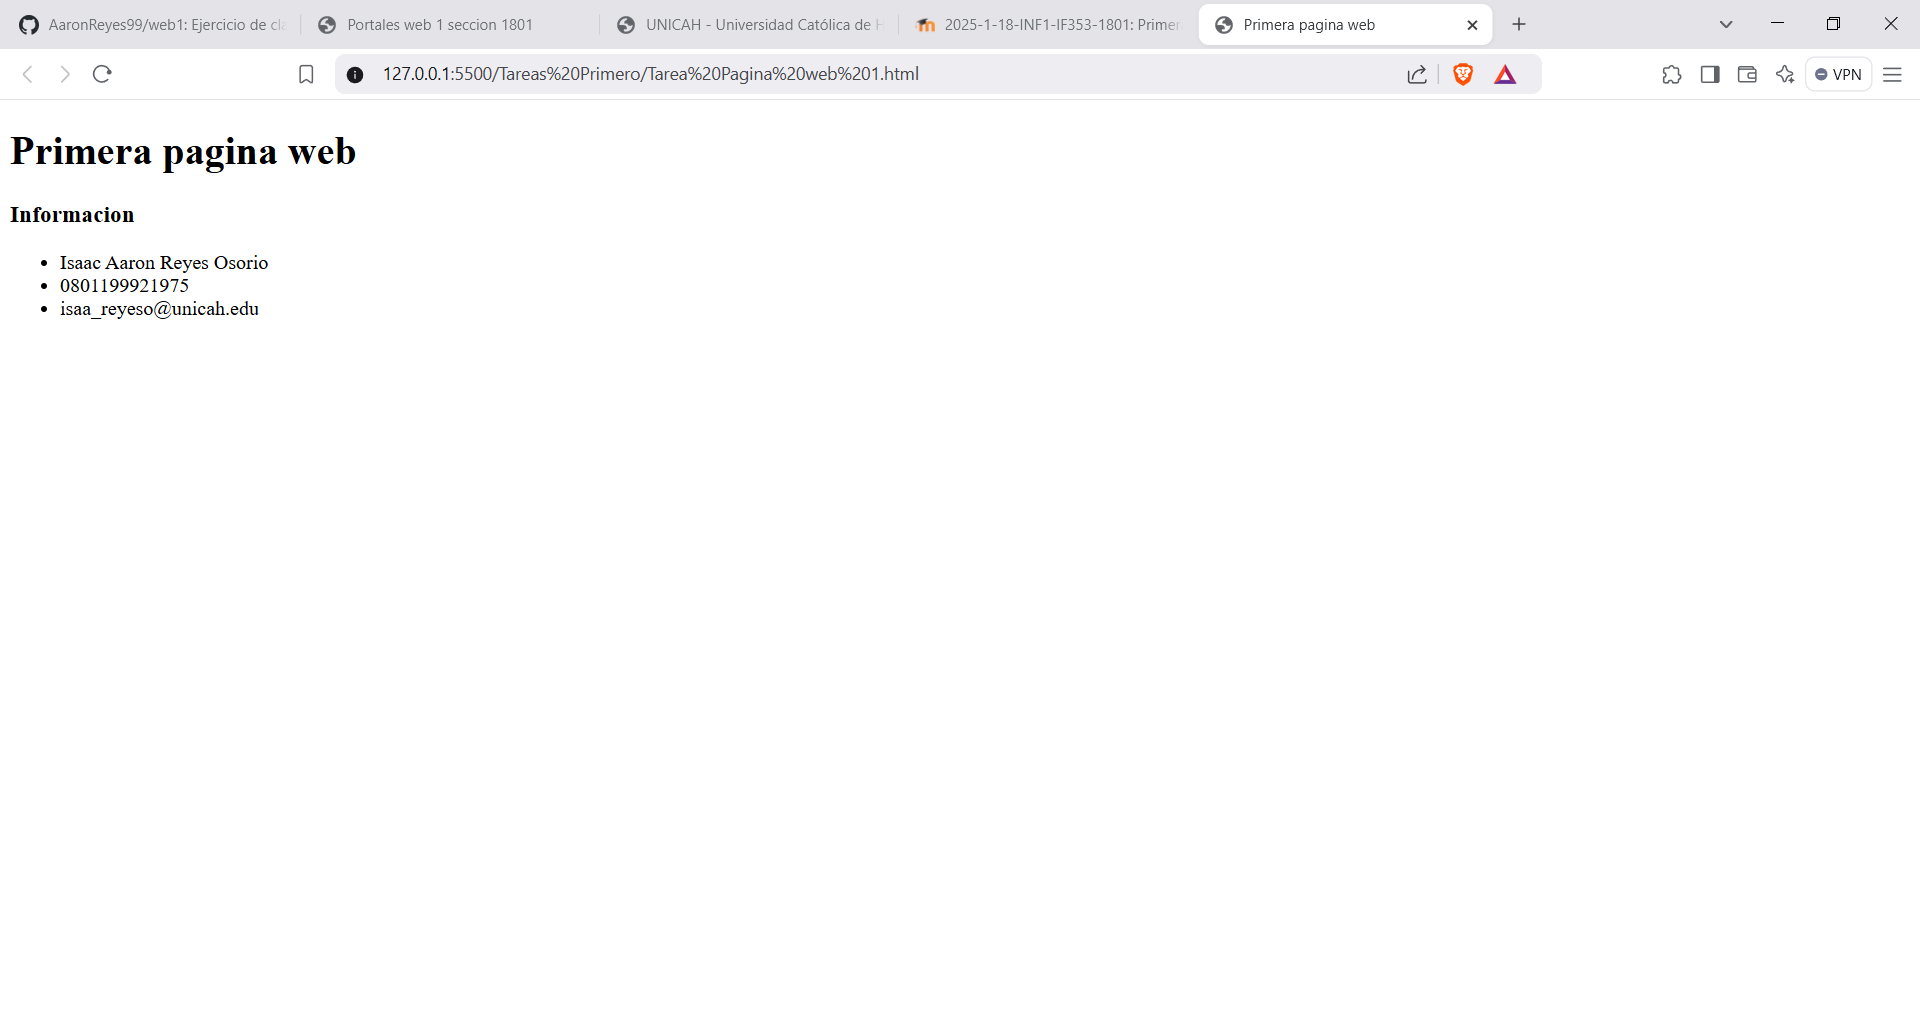 AaronReyes99/web1: Ejercicio de cla
Portales web 1 seccion 1801
UNICAH - Universidad Católica de H
2025-1-18-INF1-IF353-1801: Primer
Primera pagina web
127.0.0.1:5500/Tareas%20Primero/Tarea%20Pagina%20web%201.html
VPN
Primera pagina web
Informacion
Isaac Aaron Reyes Osorio
0801199921975
isaa_reyeso@unicah.edu